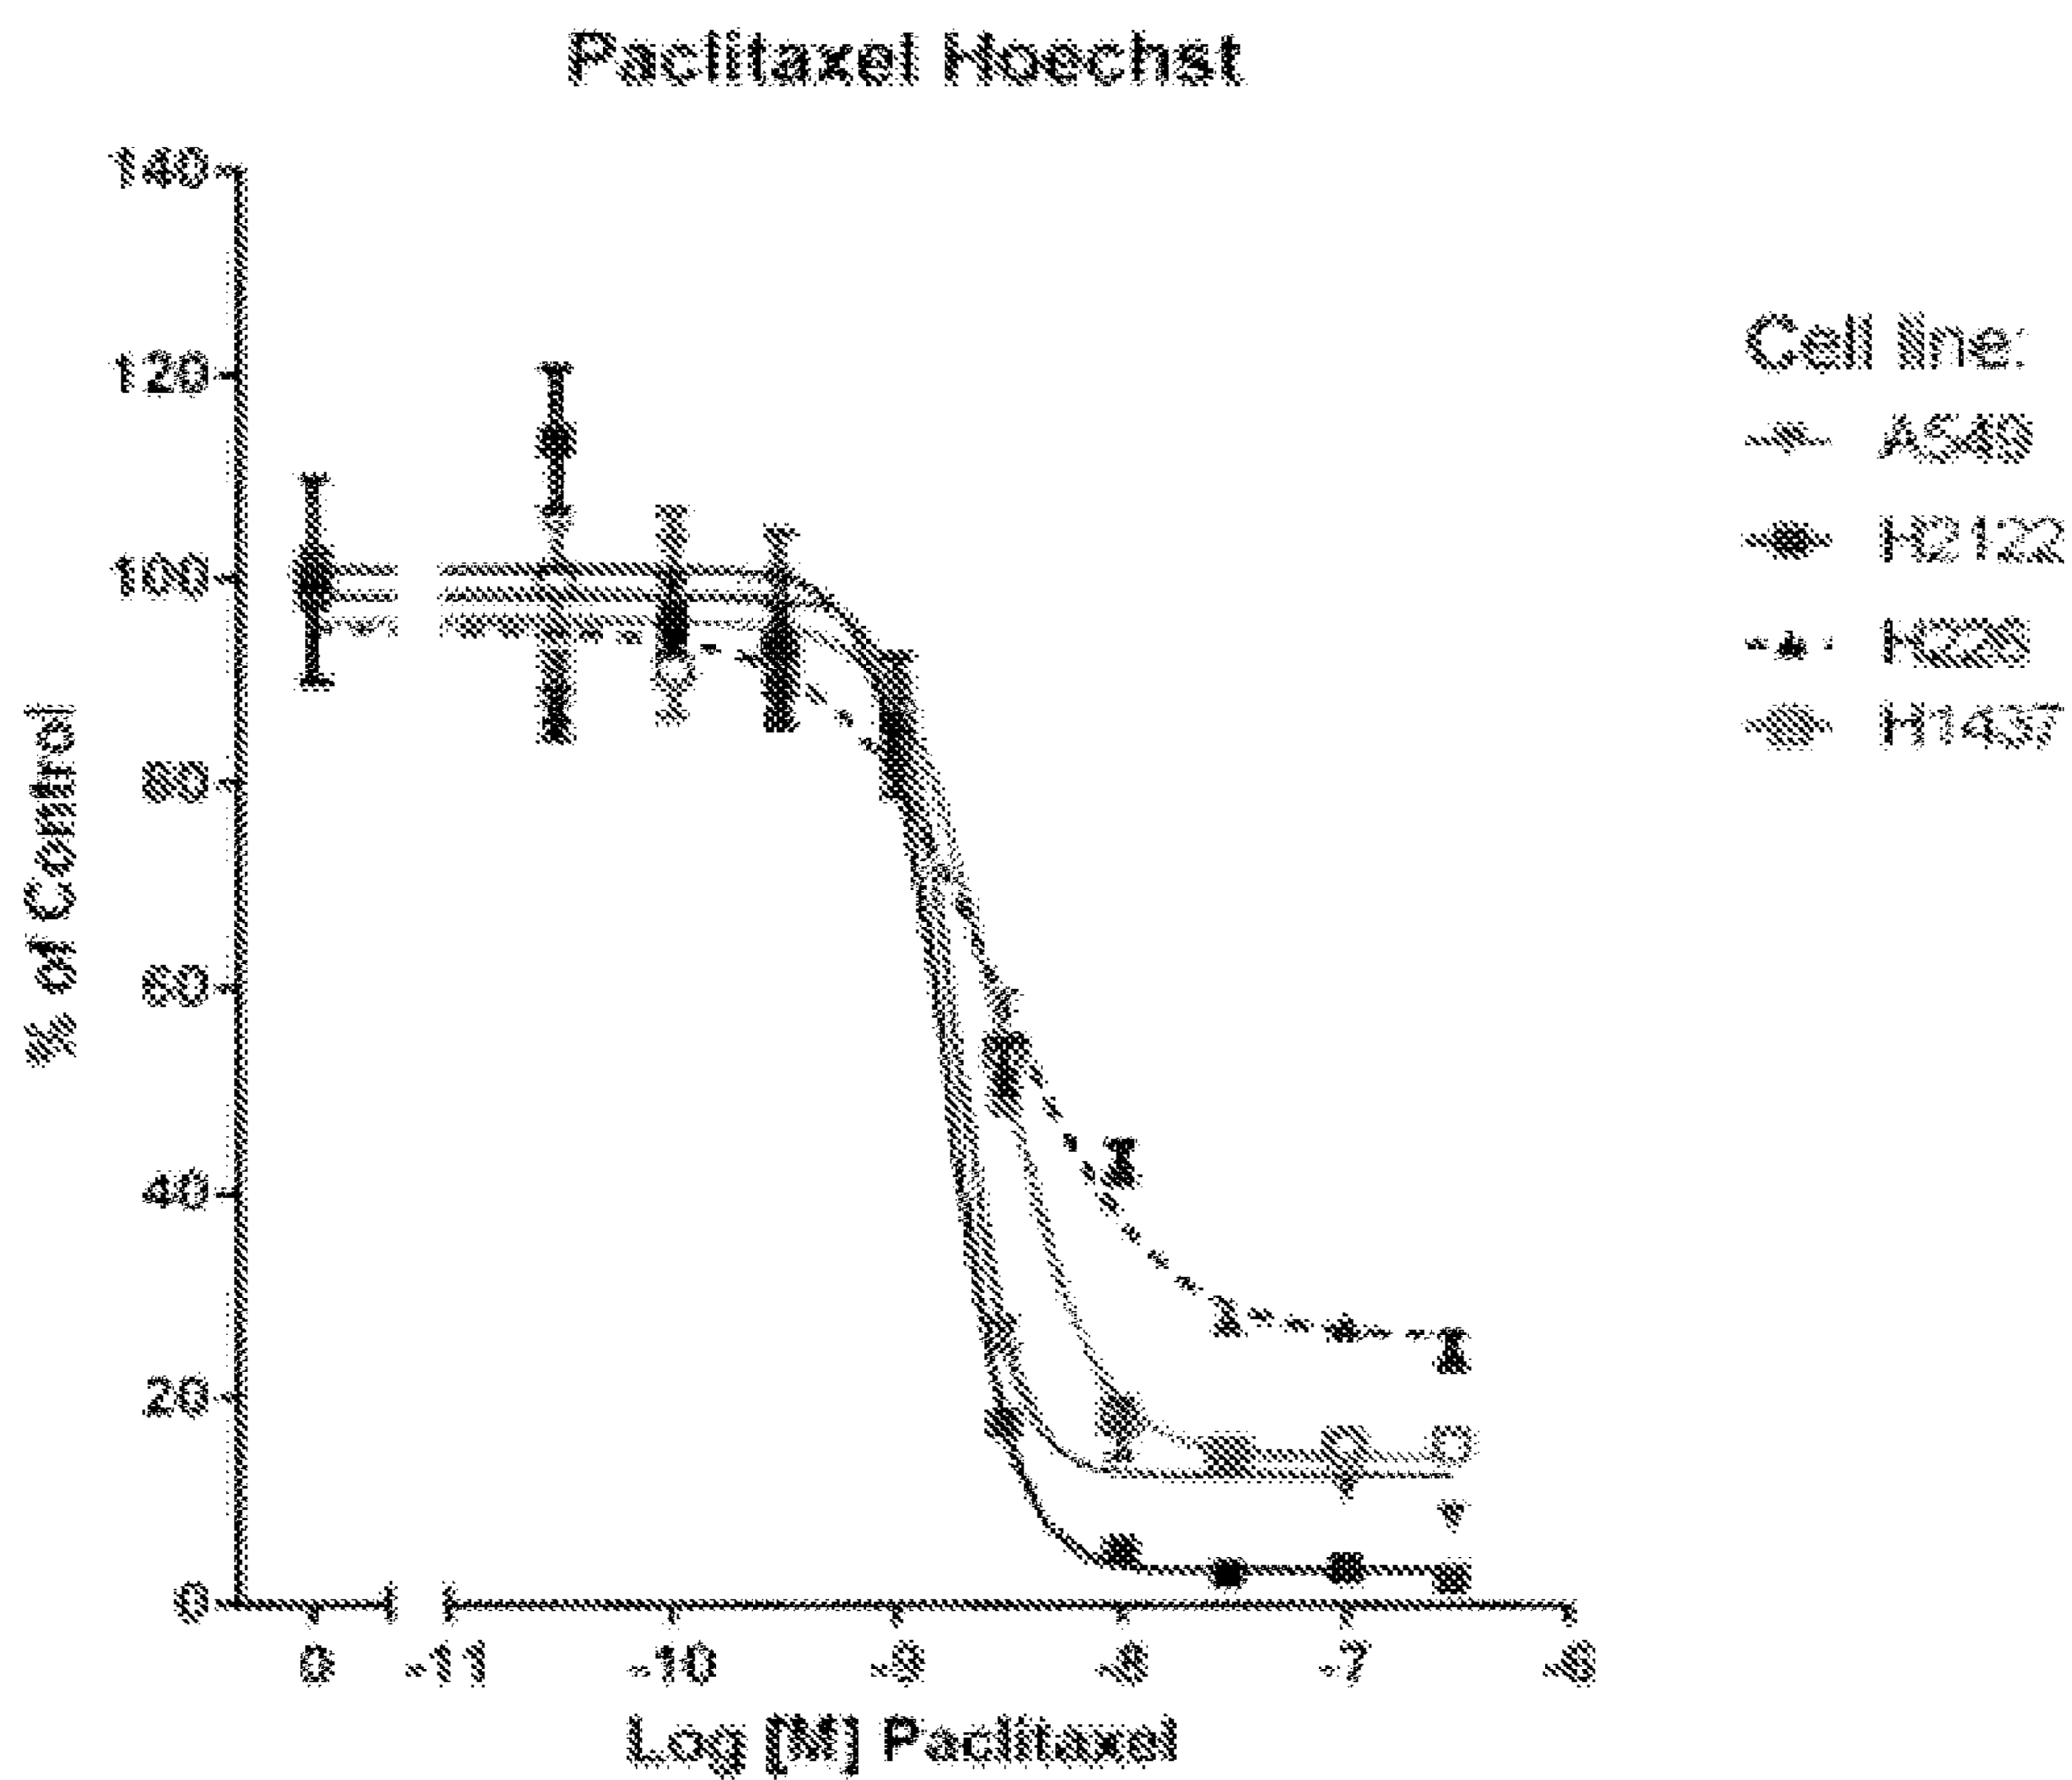 Paclitaxel Hoechst
140
120
100
80
60
40
20
0
% of Control
0 -11 -10 -9 -8 -7 -6
Log [M] Paclitaxel
Cell line:
A549
H2122
H226
H1437